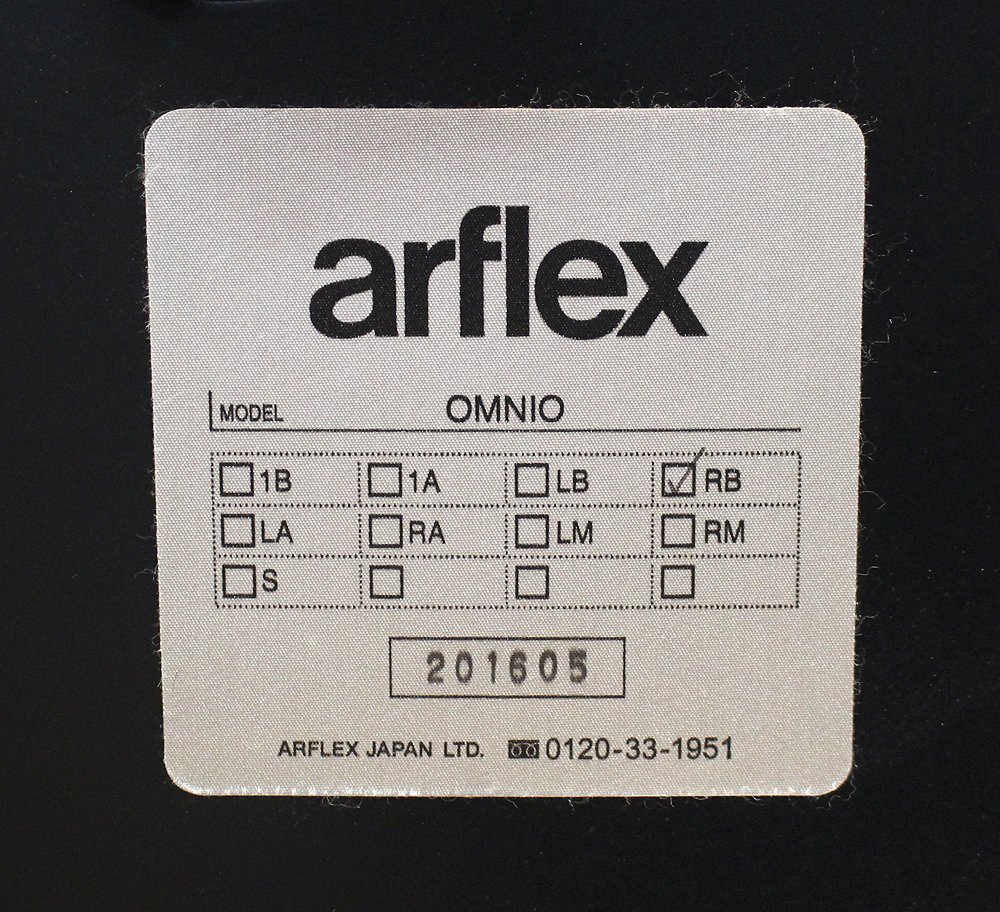 arflex
MODEL OMNIO
☐ 1B ☐ 1A ☐ LB ☑ RB
☐ LA ☐ RA ☐ LM ☐ RM
☐ S ☐ ☐ ☐
201605
ARFLEX JAPAN LTD. 0120-33-1951